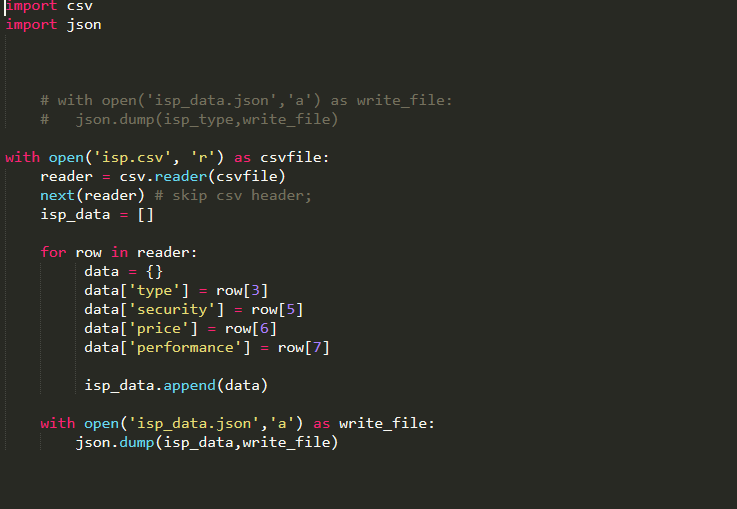 import csv
import json
# with open('isp_data.json','a') as write_file:
#   json.dump(isp_type,write_file)
with open('isp.csv', 'r') as csvfile:
    reader = csv.reader(csvfile)
    next(reader) # skip csv header;
    isp_data = []
    for row in reader:
        data = {}
        data['type'] = row[3]
        data['security'] = row[5]
        data['price'] = row[6]
        data['performance'] = row[7]
        isp_data.append(data)
    with open('isp_data.json','a') as write_file:
        json.dump(isp_data,write_file)